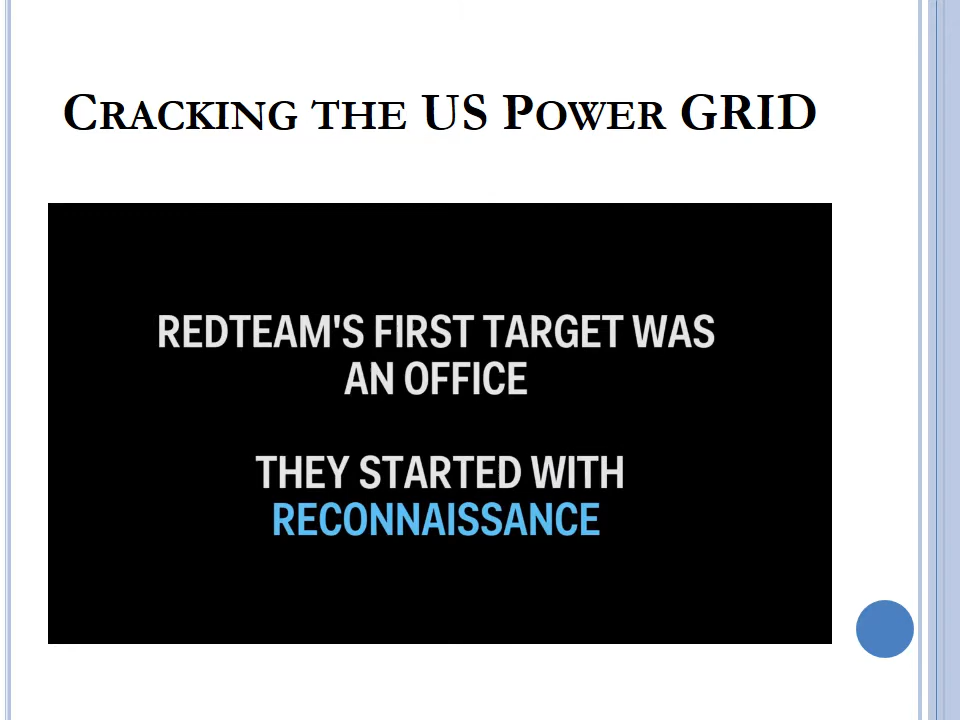 Cracking the US Power GRID
REDTEAM'S FIRST TARGET WAS
AN OFFICE
THEY STARTED WITH
RECONNAISSANCE